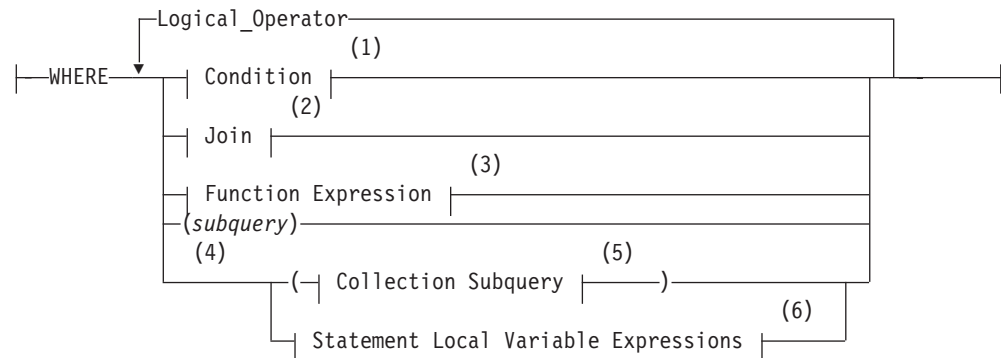 Logical_Operator
(1)
WHERE
Condition
(2)
Join
(3)
Function Expression
(subquery)
(4)
(5)
( Collection Subquery )
(6)
Statement Local Variable Expressions